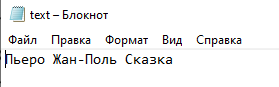 text – Блокнот
Файл Правка Формат Вид Справка
Пьеро Жан-Поль Сказка